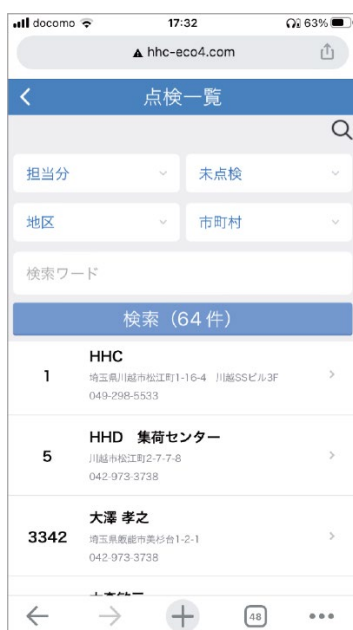 docomo 17:32 63%
hhc-eco4.com
点検一覧
担当分 未点検
地区 市町村
検索ワード
検索（64 件）
HHC
1 埼玉県川越市松江町1-16-4 川越SSビル3F
049-298-5533
HHD 集荷センター
5 川越市松江町2-7-7-8
042-973-3738
大澤 孝之
3342 埼玉県飯能市美杉台1-2-1
042-973-3738
48